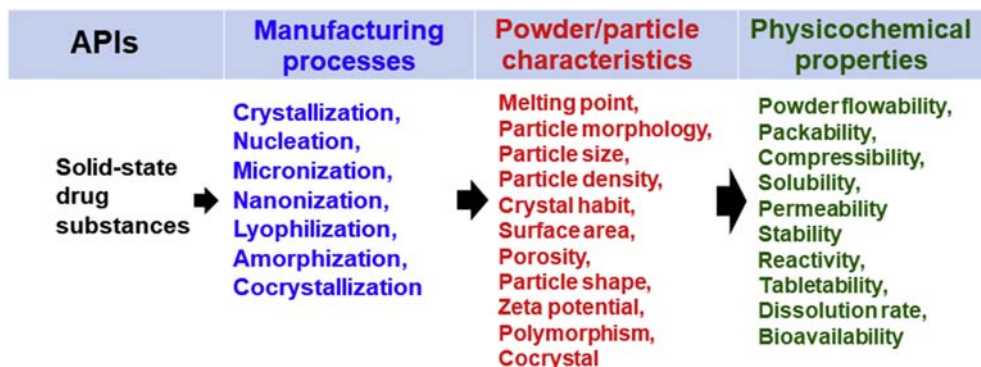 APIs
Manufacturing
processes
Powder/particle
characteristics
Physicochemical
properties
Solid-state
drug
substances
Crystallization,
Nucleation,
Micronization,
Nanonization,
Lyophilization,
Amorphization,
Cocrystallization
Melting point,
Particle morphology,
Particle size,
Particle density,
Crystal habit,
Surface area,
Porosity,
Particle shape,
Zeta potential,
Polymorphism,
Cocrystal
Powder flowability,
Packability,
Compressibility,
Solubility,
Permeability
Stability
Reactivity,
Tabletability,
Dissolution rate,
Bioavailability